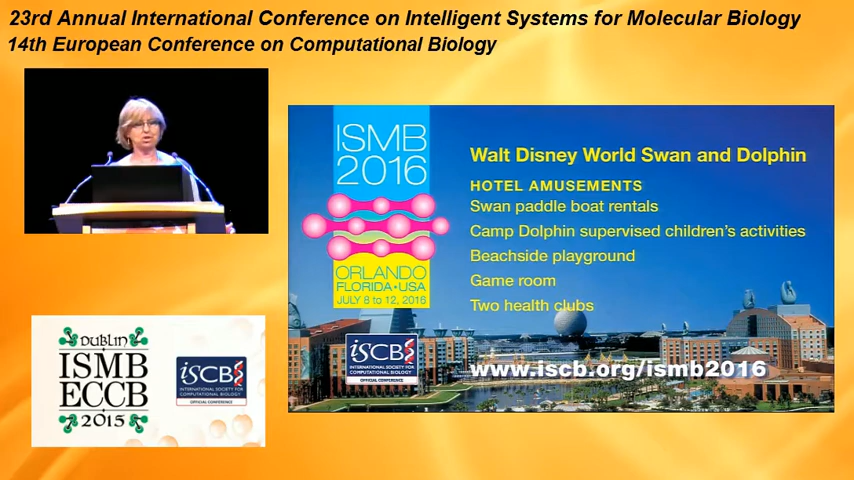 23rd Annual International Conference on Intelligent Systems for Molecular Biology
14th European Conference on Computational Biology
ISMB
2016
ORLANDO
FLORIDA•USA
JULY 8 to 12, 2016
Walt Disney World Swan and Dolphin
HOTEL AMUSEMENTS
Swan paddle boat rentals
Camp Dolphin supervised children's activities
Beachside playground
Game room
Two health clubs
www.iscb.org/ismb2016
iSCB
INTERNATIONAL SOCIETY FOR
COMPUTATIONAL BIOLOGY
OFFICIAL CONFERENCE
DUBLIN
ISMB
ECCB
2015
iSCB
INTERNATIONAL SOCIETY FOR
COMPUTATIONAL BIOLOGY
OFFICIAL CONFERENCE